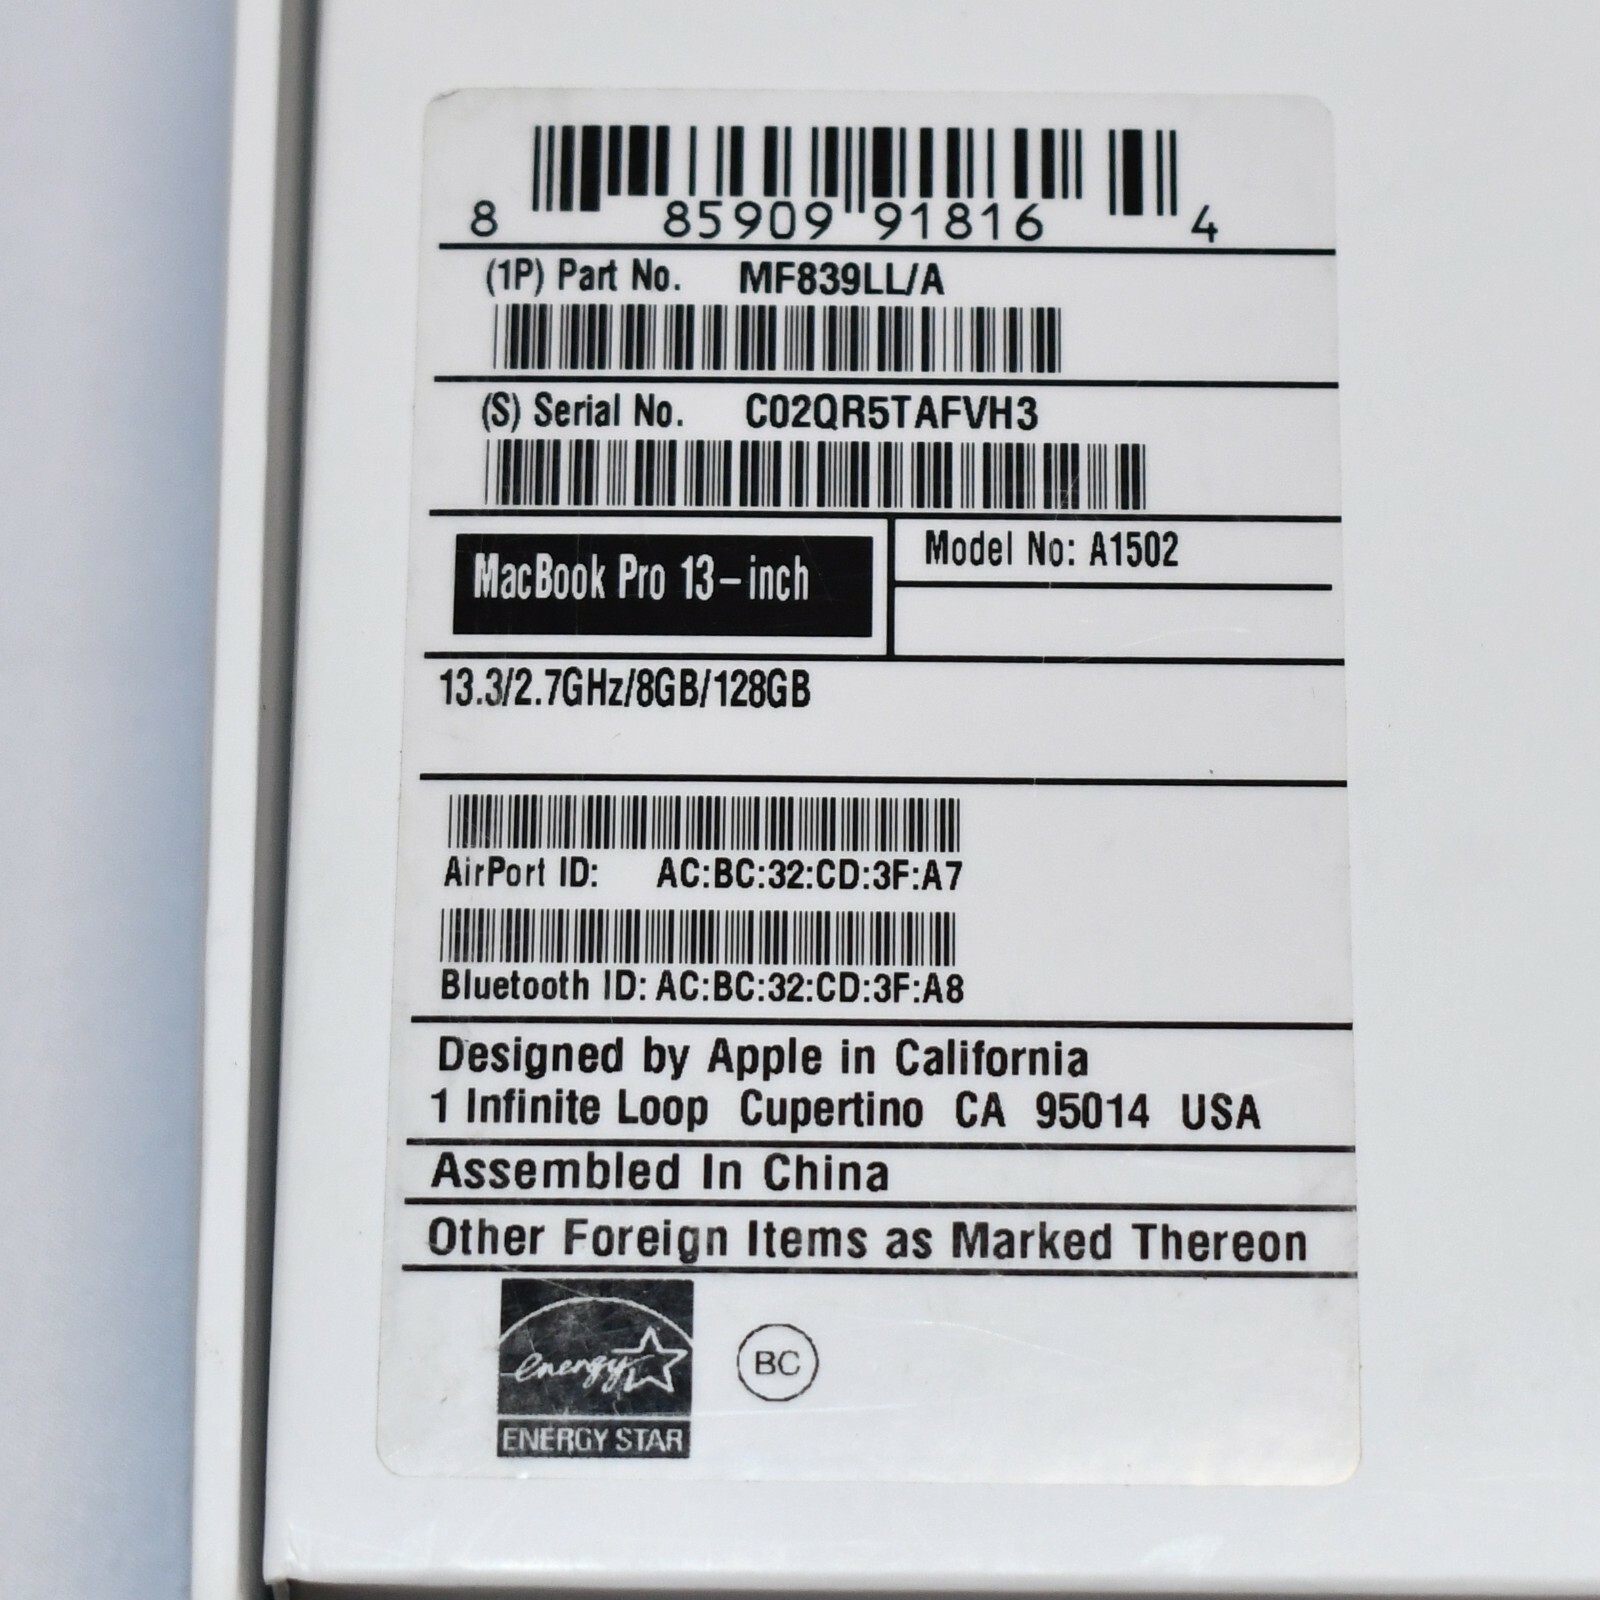 8 85909 91816 4
(1P) Part No. MF839LL/A
(S) Serial No. C02QR5TAFVH3
MacBook Pro 13-inch
Model No: A1502
13.3/2.7GHz/8GB/128GB
AirPort ID: AC:BC:32:CD:3F:A7
Bluetooth ID: AC:BC:32:CD:3F:A8
Designed by Apple in California
1 Infinite Loop Cupertino CA 95014 USA
Assembled In China
Other Foreign Items as Marked Thereon
energy
BC
ENERGY STAR